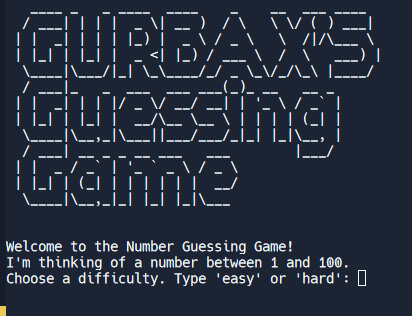 GURBAX'S
Guessing
Game
Welcome to the Number Guessing Game!
I'm thinking of a number between 1 and 100.
Choose a difficulty. Type 'easy' or 'hard':